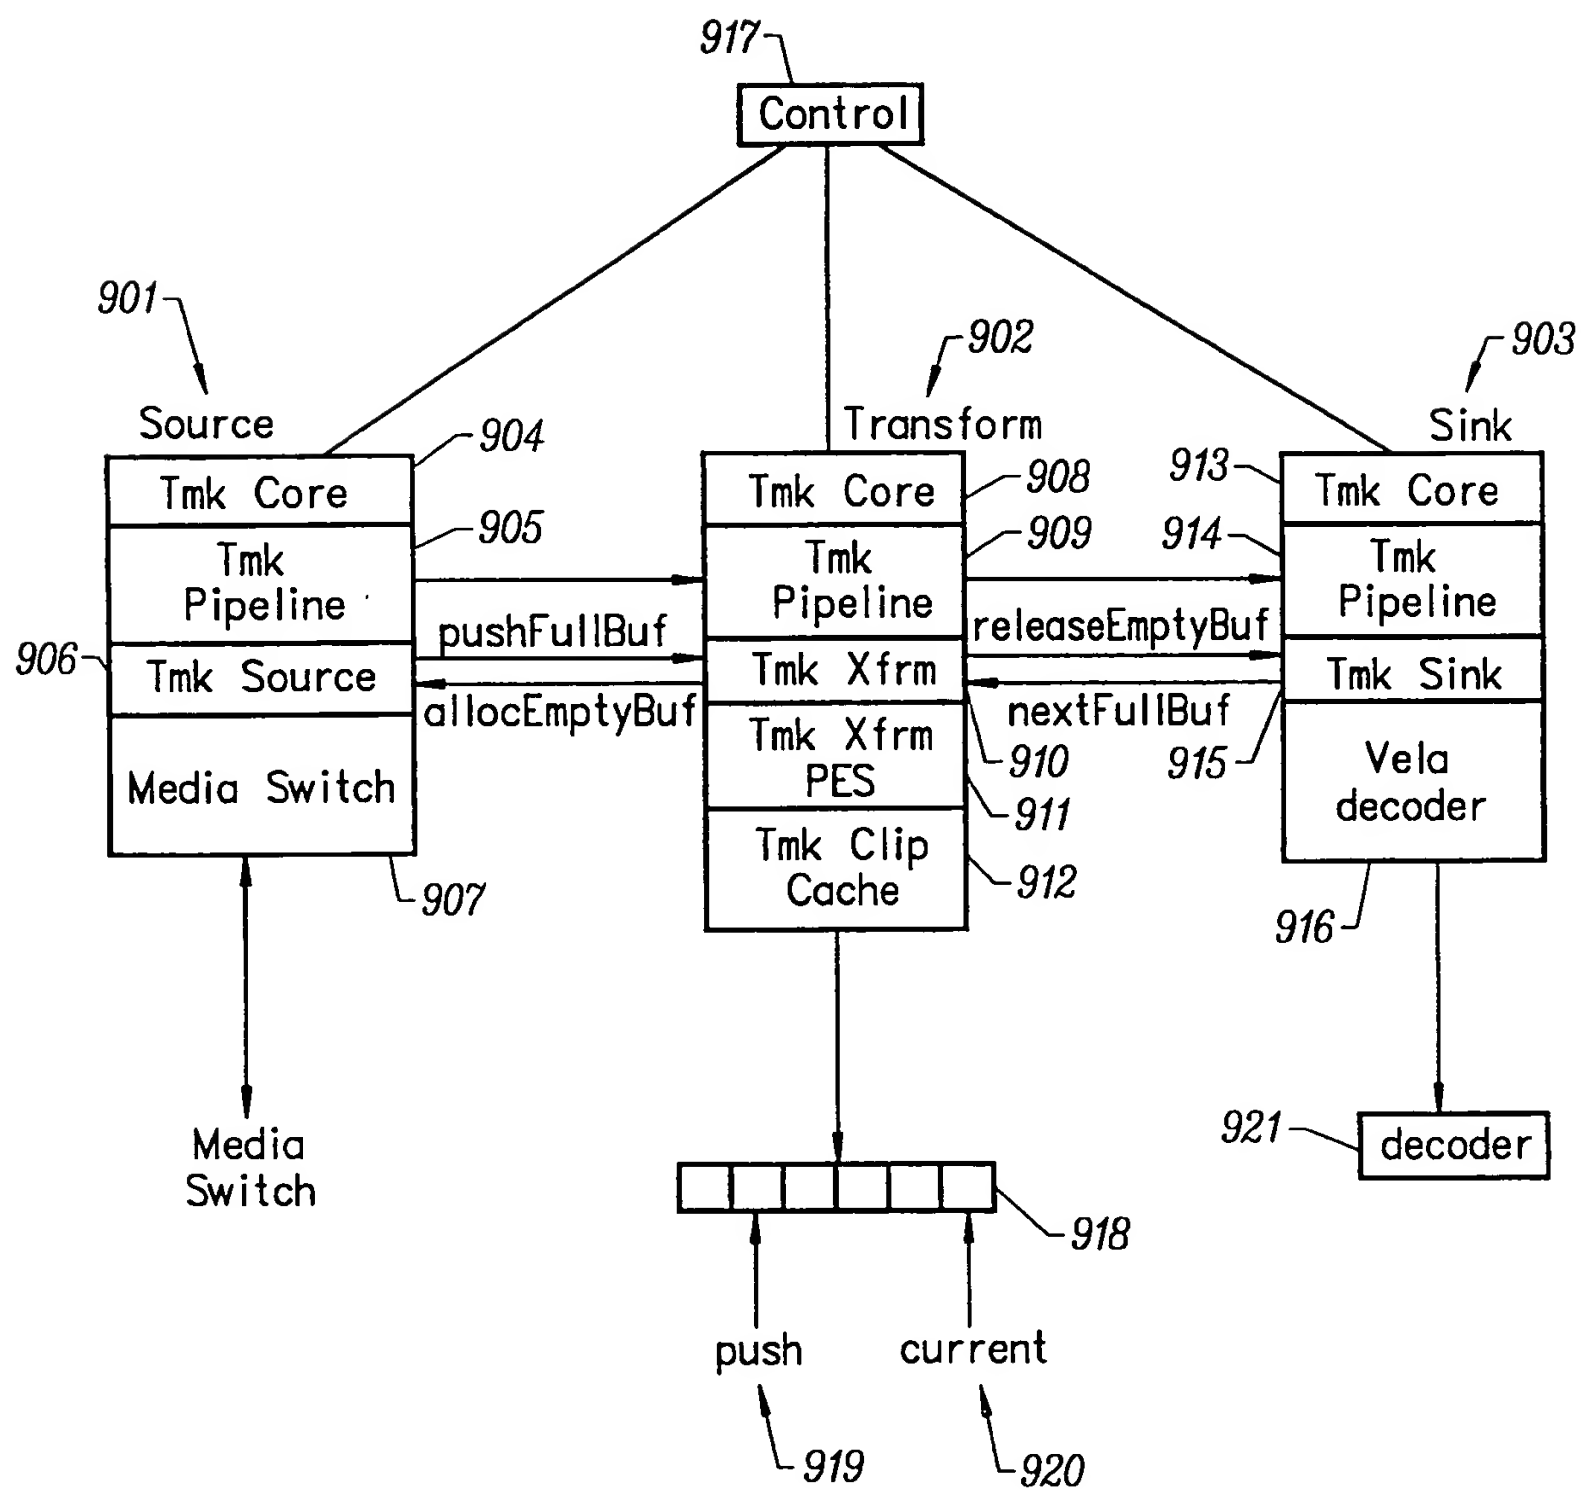 917
Control
901
902
903
Source
Transform
Sink
904
908
913
Tmk Core
Tmk Core
Tmk Core
905
909
914
Tmk
Pipeline
Tmk
Pipeline
Tmk
Pipeline
pushFullBuf
releaseEmptyBuf
906
Tmk Source
Tmk Xfrm
Tmk Sink
allocEmptyBuf
nextFullBuf
910
915
Media Switch
Tmk Xfrm
PES
Vela
decoder
911
Tmk Clip
Cache
912
907
916
Media
Switch
921
decoder
918
push
current
919
920